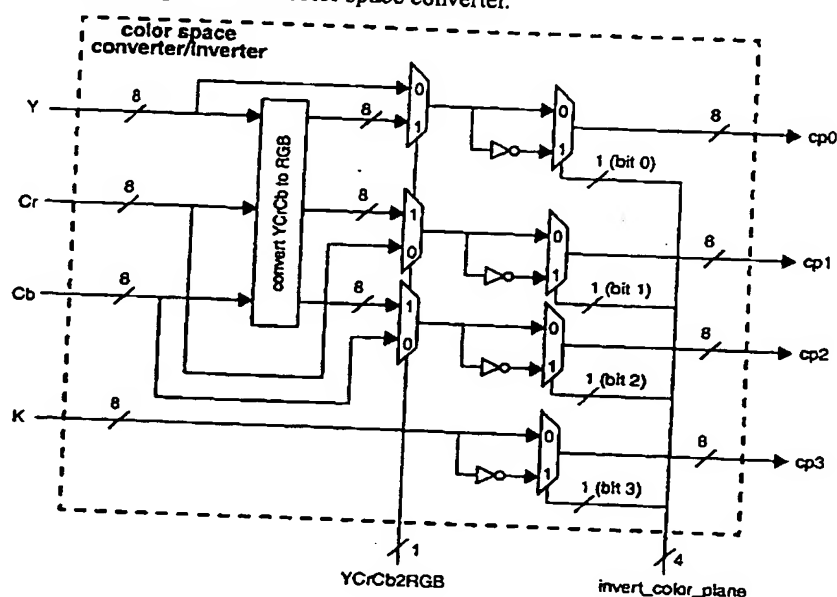 color space converter.
color space
converter/inverter
Y
8
8
0
1
0
1
8
cp0
1 (bit 0)
Cr
8
convert YCrCb to RGB
8
1
0
0
1
8
cp1
1 (bit 1)
Cb
8
8
1
0
0
1
8
cp2
1 (bit 2)
K
8
0
1
8
cp3
1 (bit 3)
1
YCrCb2RGB
4
invert_color_plane